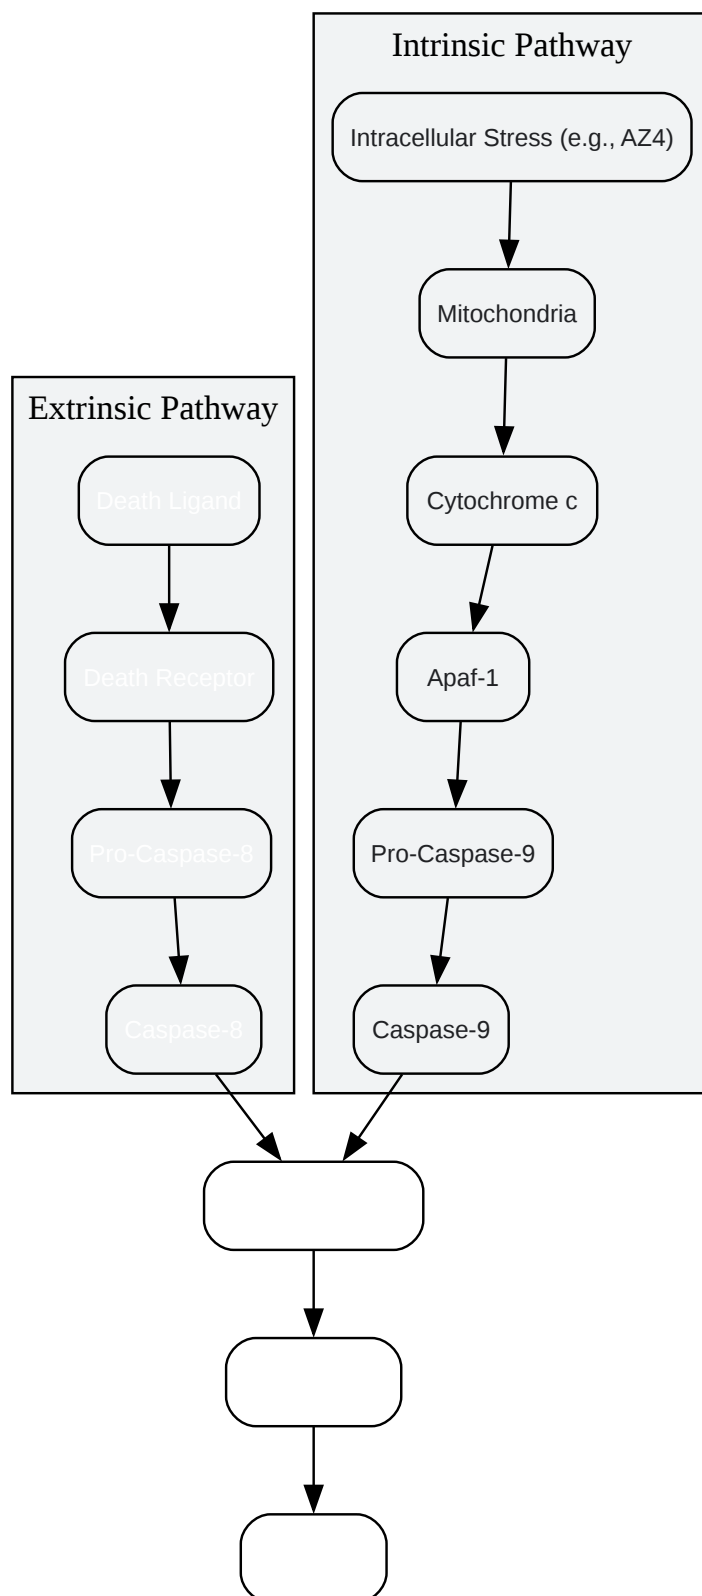 Intrinsic Pathway
Intracellular Stress (e.g., AZ4)
Mitochondria
Extrinsic Pathway
Death Ligand
Cytochrome c
Death Receptor
Apaf-1
Pro-Caspase-8
Pro-Caspase-9
Caspase-8
Caspase-9